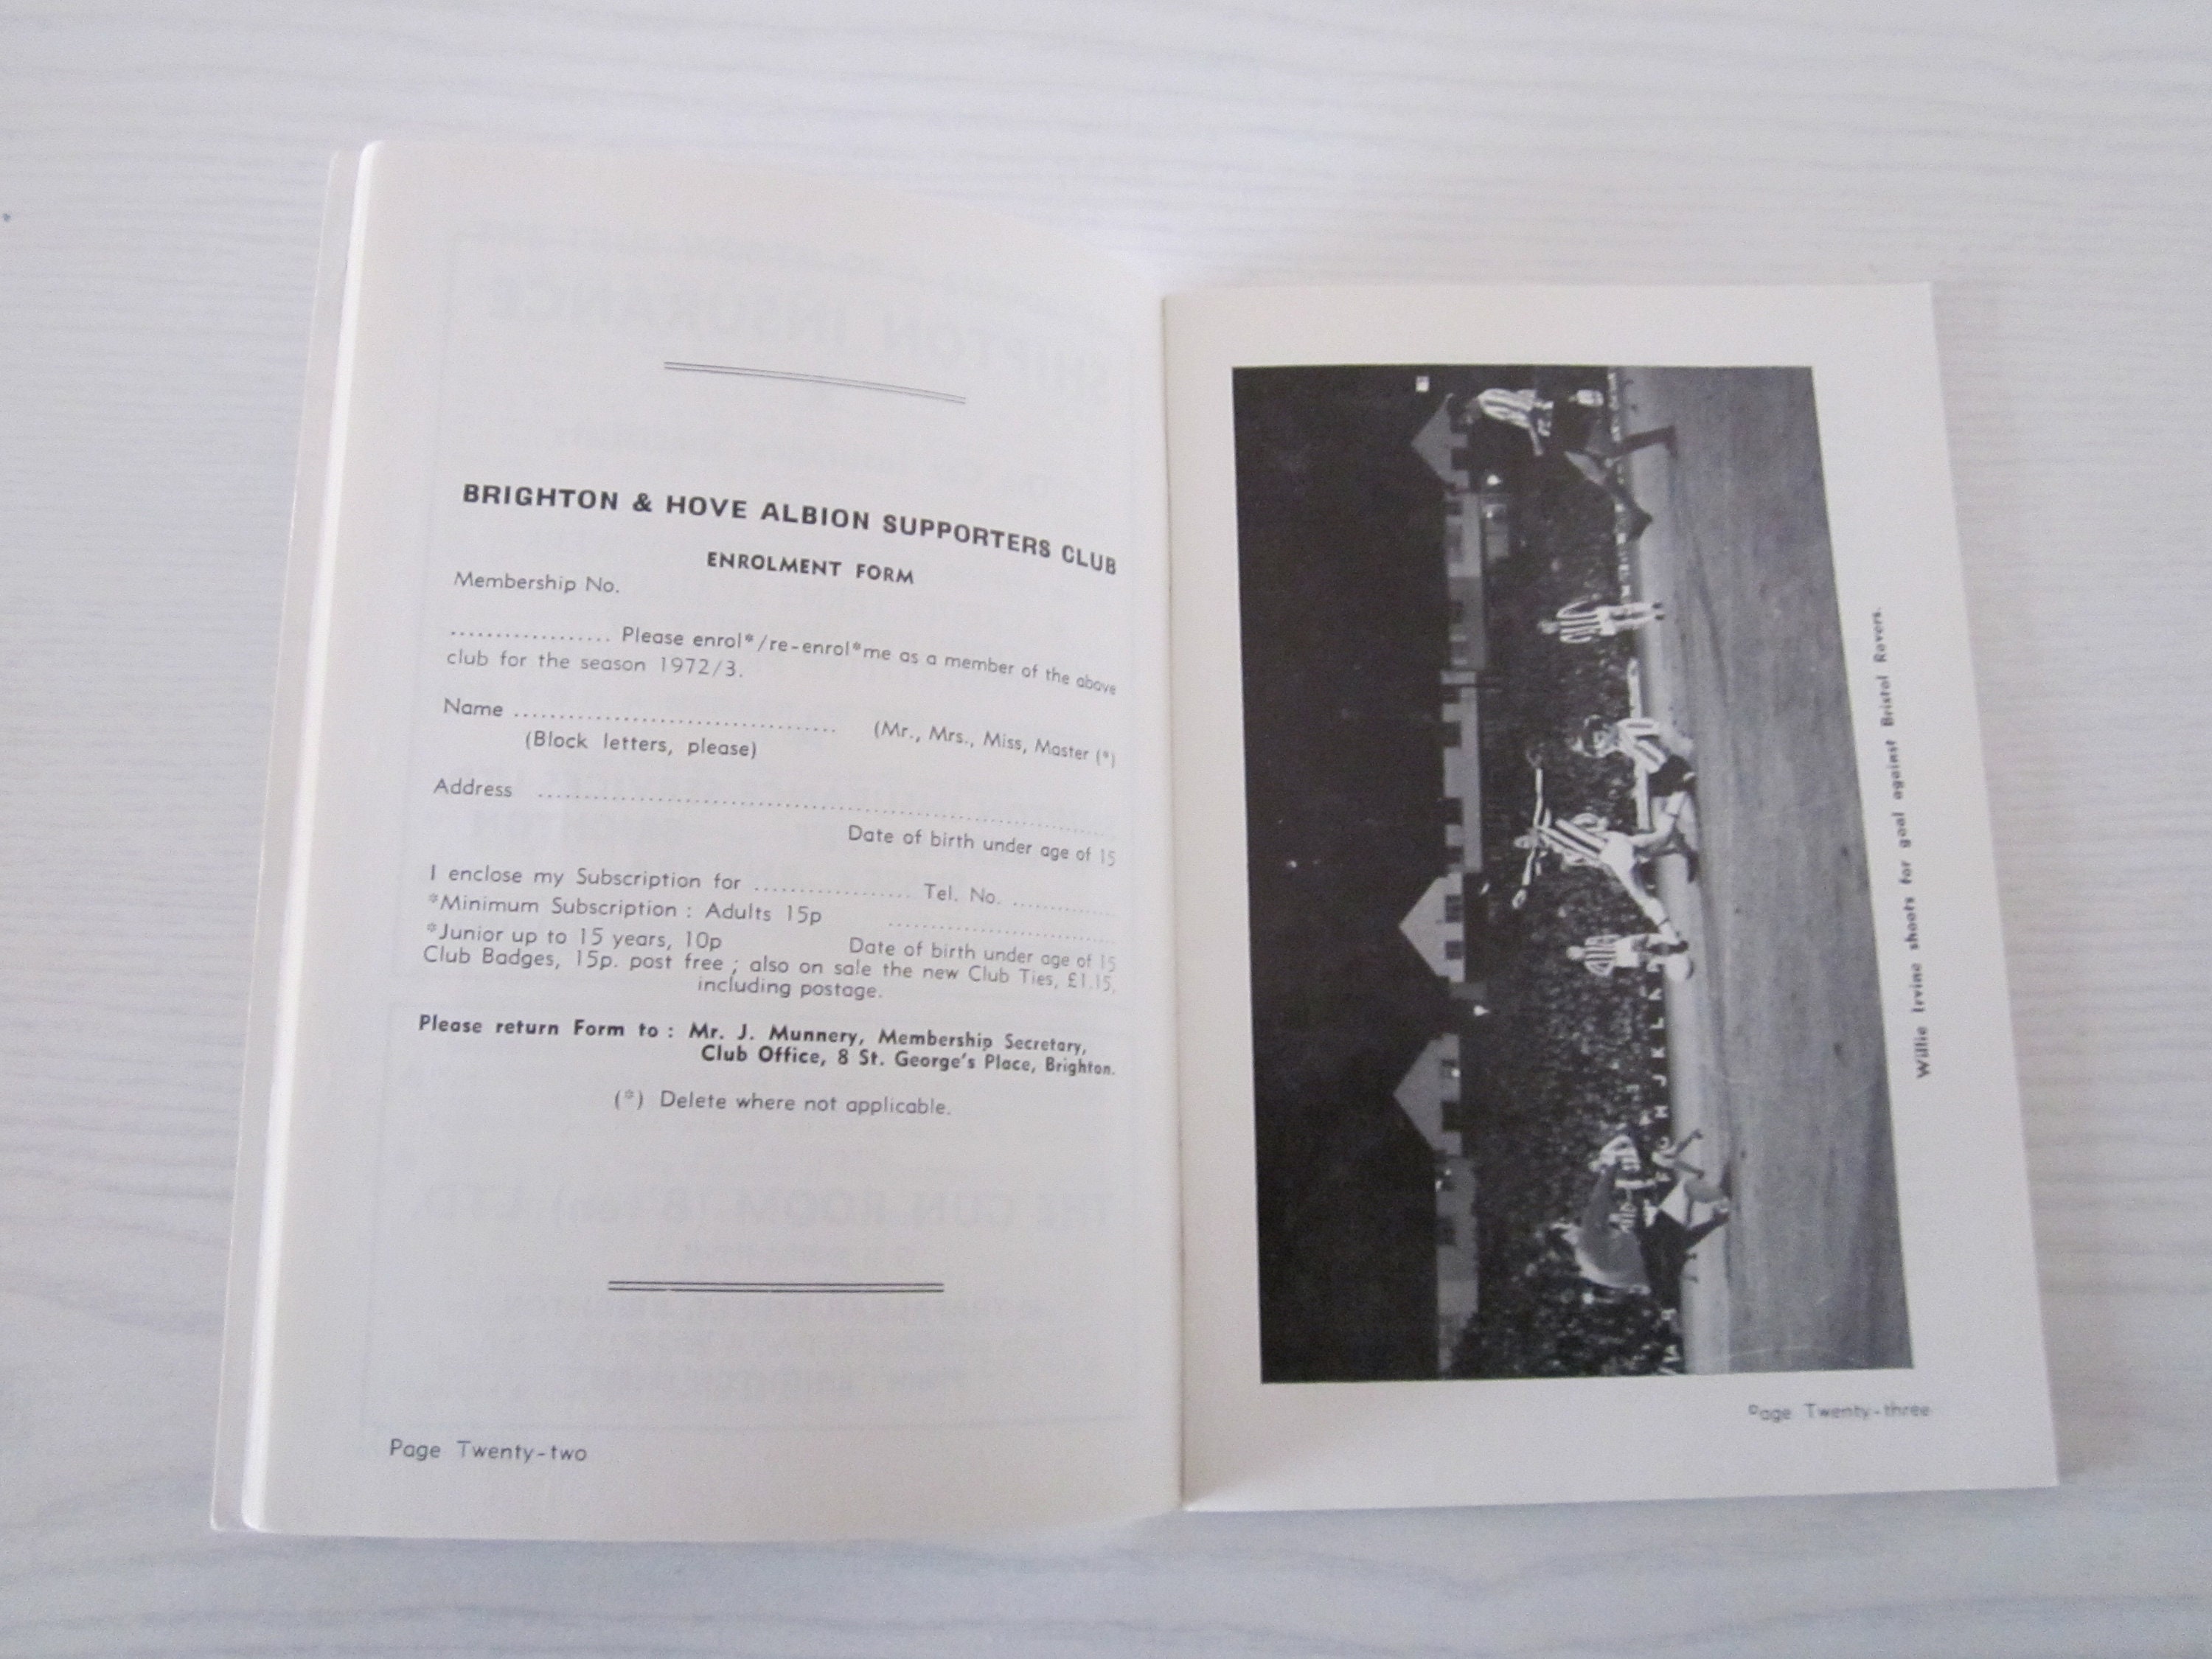 BRIGHTON & HOVE ALBION SUPPORTERS CLUB
ENROLMENT FORM
Membership No.
.................. Please enrol*/re-enrol*me as a member of the above
club for the season 1972/3.
Name .................................... (Mr., Mrs., Miss, Master (*)
(Block letters, please)
Address ................................................................
Date of birth under age of 15
I enclose my Subscription for .................. Tel. No. ............
*Minimum Subscription : Adults 15p ..........................
*Junior up to 15 years, 10p Date of birth under age of 15
Club Badges, 15p. post free ; also on sale the new Club Ties, £1.15,
including postage.
Please return Form to : Mr. J. Munnery, Membership Secretary,
Club Office, 8 St. George's Place, Brighton.
(*) Delete where not applicable.
Page Twenty-two
H J K L
Willie Irvine shoots for goal against Bristol Rovers.
Page Twenty-three